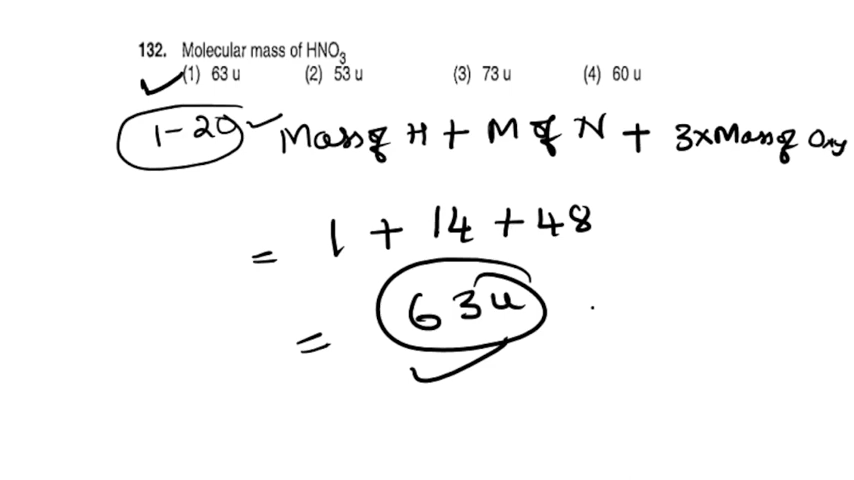 132. Molecular mass of HNO₃
(1) 63 u (2) 53 u (3) 73 u (4) 60 u
1-20 Mass of H + M of N + 3×Mass of Oxy
= 1 + 14 + 48
= 63u